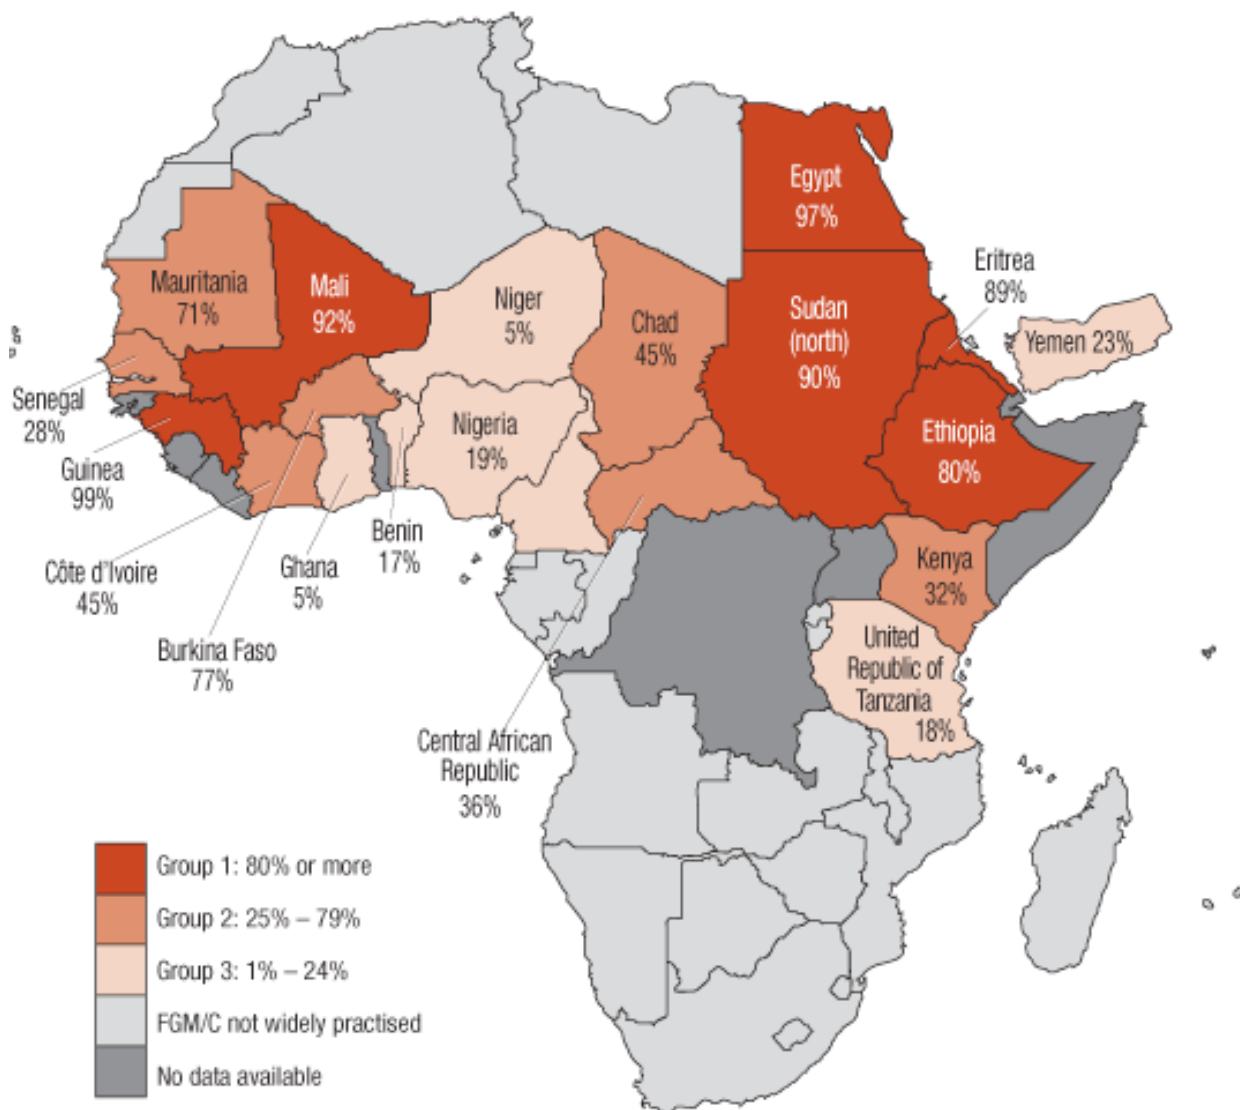 Egypt
97%
Eritrea
89%
Mauritania
71%
Mali
92%
Niger
5%
Chad
45%
Sudan
(north)
90%
Yemen 23%
Senegal
28%
Guinea
99%
Nigeria
19%
Ethiopia
80%
Côte d'Ivoire
45%
Ghana
5%
Benin
17%
Kenya
32%
Burkina Faso
77%
United
Republic of
Tanzania
18%
Central African
Republic
36%
Group 1: 80% or more
Group 2: 25% – 79%
Group 3: 1% – 24%
FGM/C not widely practised
No data available